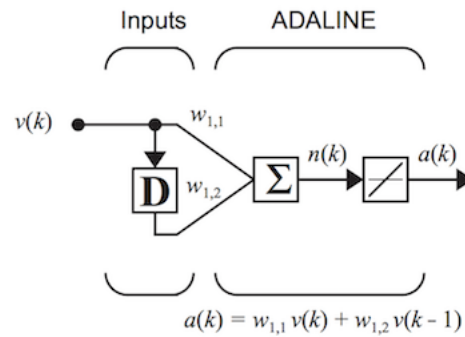 Inputs ADALINE
v(k) w₁,₁ n(k) a(k)
Σ
D w₁,₂
a(k) = w₁,₁ v(k) + w₁,₂ v(k - 1)